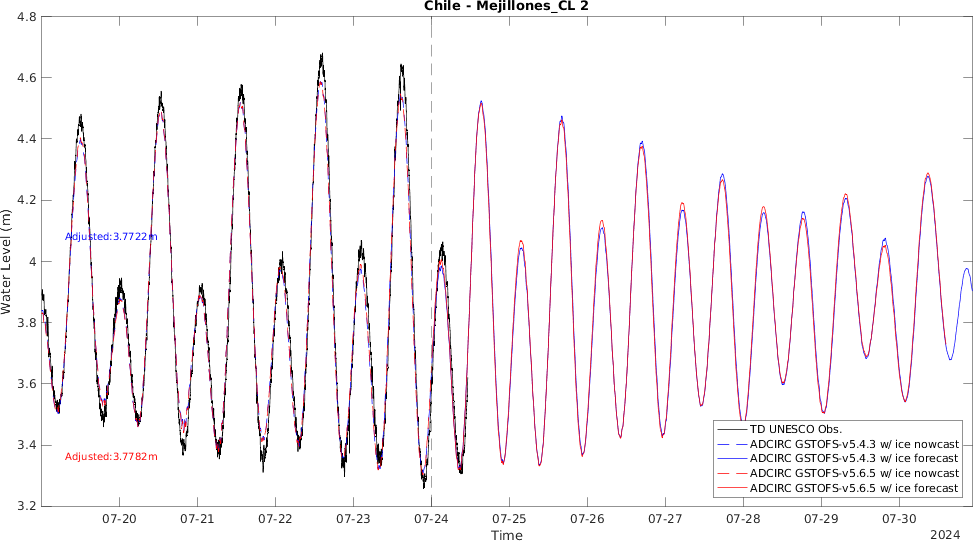 Chile - Mejillones_CL 2
4.8
4.6
4.4
4.2
4
3.8
3.6
3.4
3.2
Water Level (m)
Adjusted:3.7722m
Adjusted:3.7782m
TD UNESCO Obs.
ADCIRC GSTOFS-v5.4.3 w/ ice nowcast
ADCIRC GSTOFS-v5.4.3 w/ ice forecast
ADCIRC GSTOFS-v5.6.5 w/ ice nowcast
ADCIRC GSTOFS-v5.6.5 w/ ice forecast
07-20 07-21 07-22 07-23 07-24 07-25 07-26 07-27 07-28 07-29 07-30
Time
2024